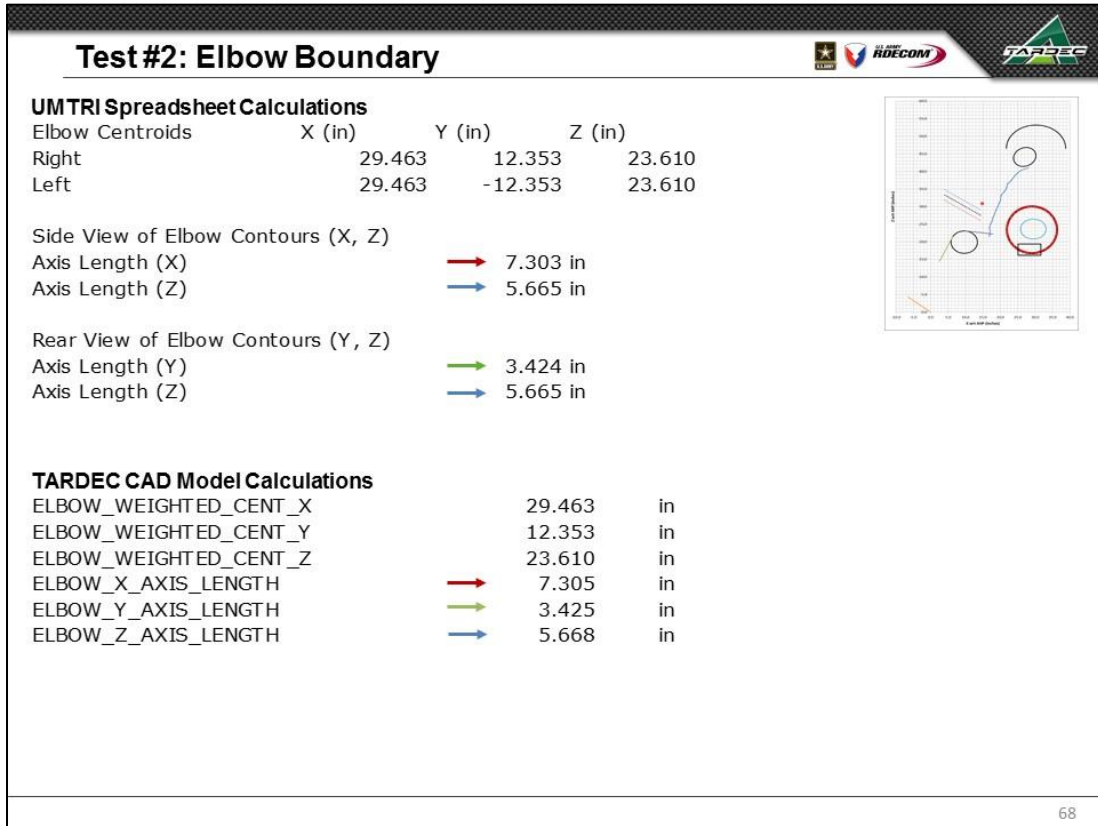 Test #2: Elbow Boundary
U.S. ARMY
U.S. ARMY
RDECOM
TARDEC
UMTRI Spreadsheet Calculations
Elbow Centroids X (in) Y (in) Z (in)
Right 29.463 12.353 23.610
Left 29.463 -12.353 23.610
Side View of Elbow Contours (X, Z)
Axis Length (X) 7.303 in
Axis Length (Z) 5.665 in
Rear View of Elbow Contours (Y, Z)
Axis Length (Y) 3.424 in
Axis Length (Z) 5.665 in
TARDEC CAD Model Calculations
ELBOW_WEIGHTED_CENT_X 29.463 in
ELBOW_WEIGHTED_CENT_Y 12.353 in
ELBOW_WEIGHTED_CENT_Z 23.610 in
ELBOW_X_AXIS_LENGTH 7.305 in
ELBOW_Y_AXIS_LENGTH 3.425 in
ELBOW_Z_AXIS_LENGTH 5.668 in
68